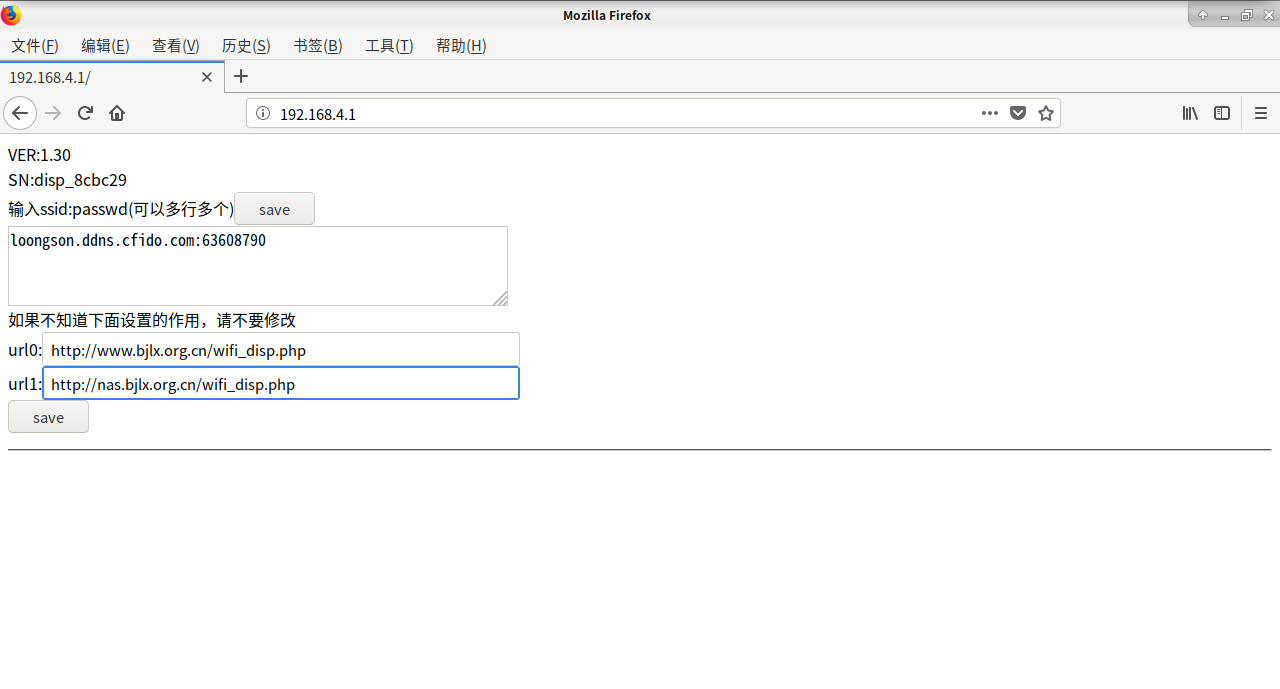 Mozilla Firefox
文件(F) 编辑(E) 查看(V) 历史(S) 书签(B) 工具(T) 帮助(H)
192.168.4.1/
192.168.4.1
VER:1.30
SN:disp_8cbc29
输入ssid:passwd(可以多行多个) save
loongson.ddns.cfido.com:63608790
如果不知道下面设置的作用，请不要修改
url0: http://www.bjlx.org.cn/wifi_disp.php
url1: http://nas.bjlx.org.cn/wifi_disp.php
save